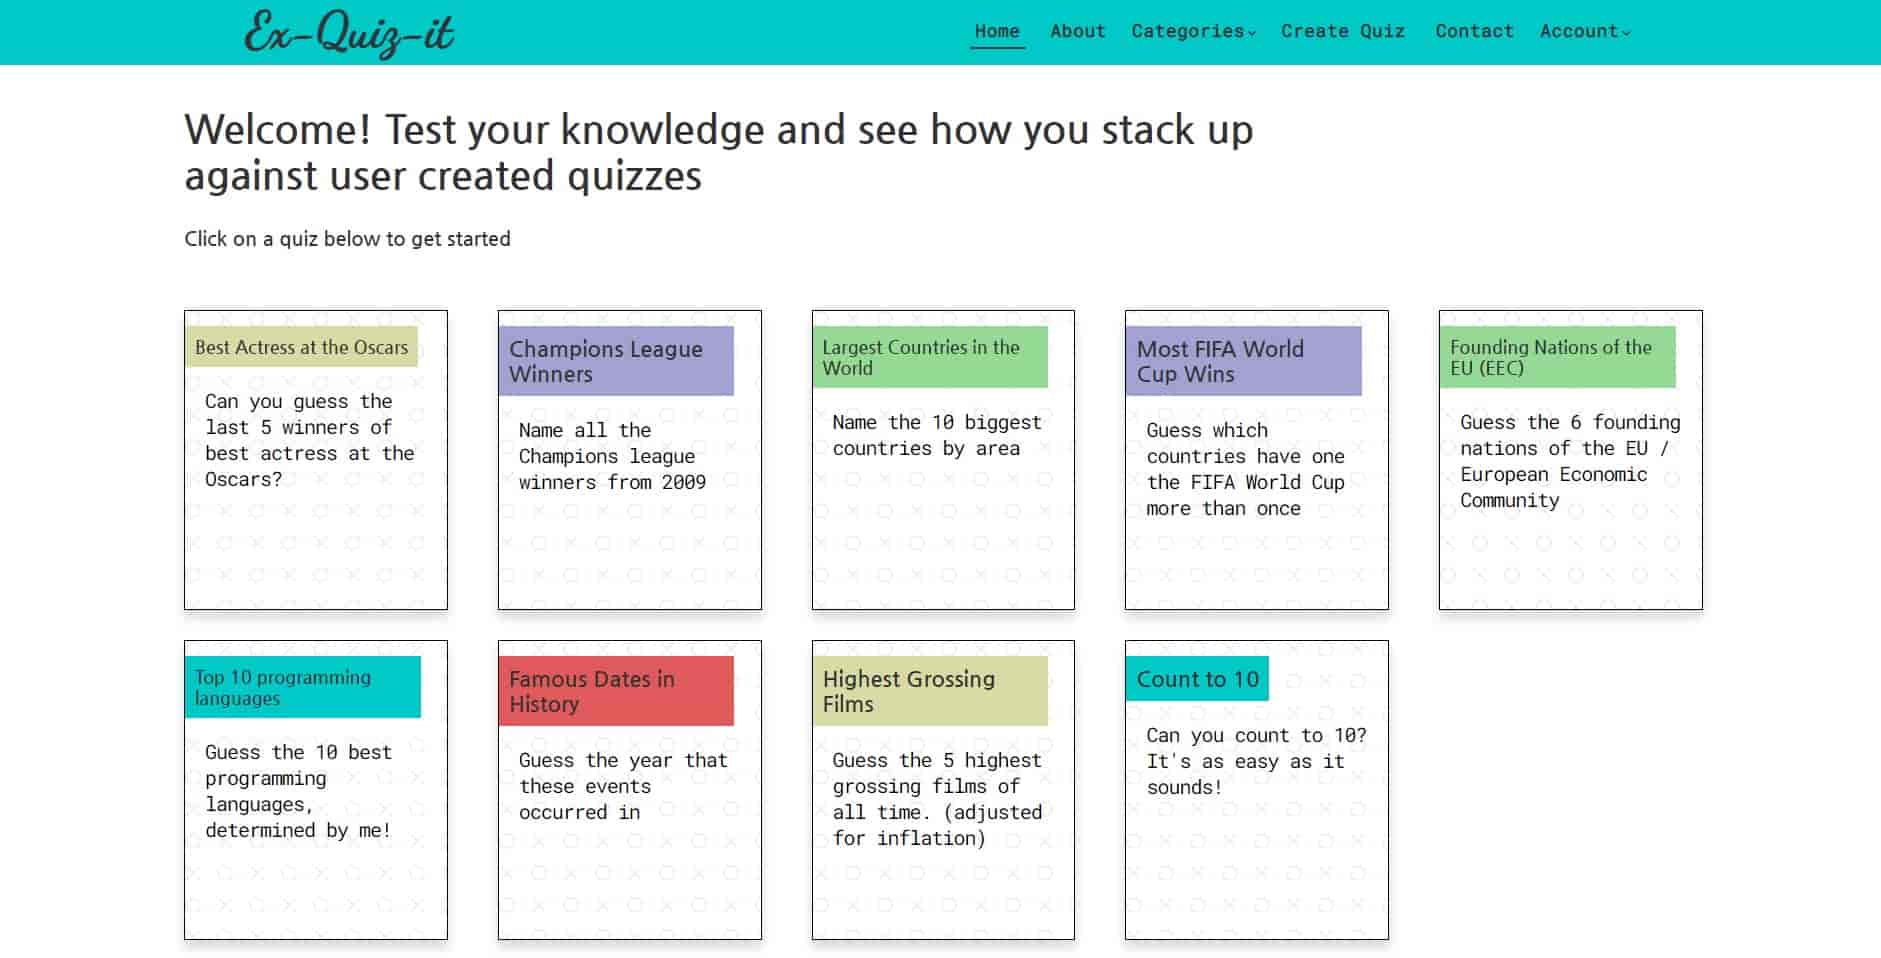 Ex-Quiz-it
Home About Categories Create Quiz Contact Account
Welcome! Test your knowledge and see how you stack up
against user created quizzes
Click on a quiz below to get started
Best Actress at the Oscars
Can you guess the
last 5 winners of
best actress at the
Oscars?
Champions League
Winners
Name all the
Champions league
winners from 2009
Largest Countries in the
World
Name the 10 biggest
countries by area
Most FIFA World
Cup Wins
Guess which
countries have one
the FIFA World Cup
more than once
Founding Nations of the
EU (EEC)
Guess the 6 founding
nations of the EU /
European Economic
Community
Top 10 programming
languages
Guess the 10 best
programming
languages,
determined by me!
Famous Dates in
History
Guess the year that
these events
occurred in
Highest Grossing
Films
Guess the 5 highest
grossing films of
all time. (adjusted
for inflation)
Count to 10
Can you count to 10?
It's as easy as it
sounds!